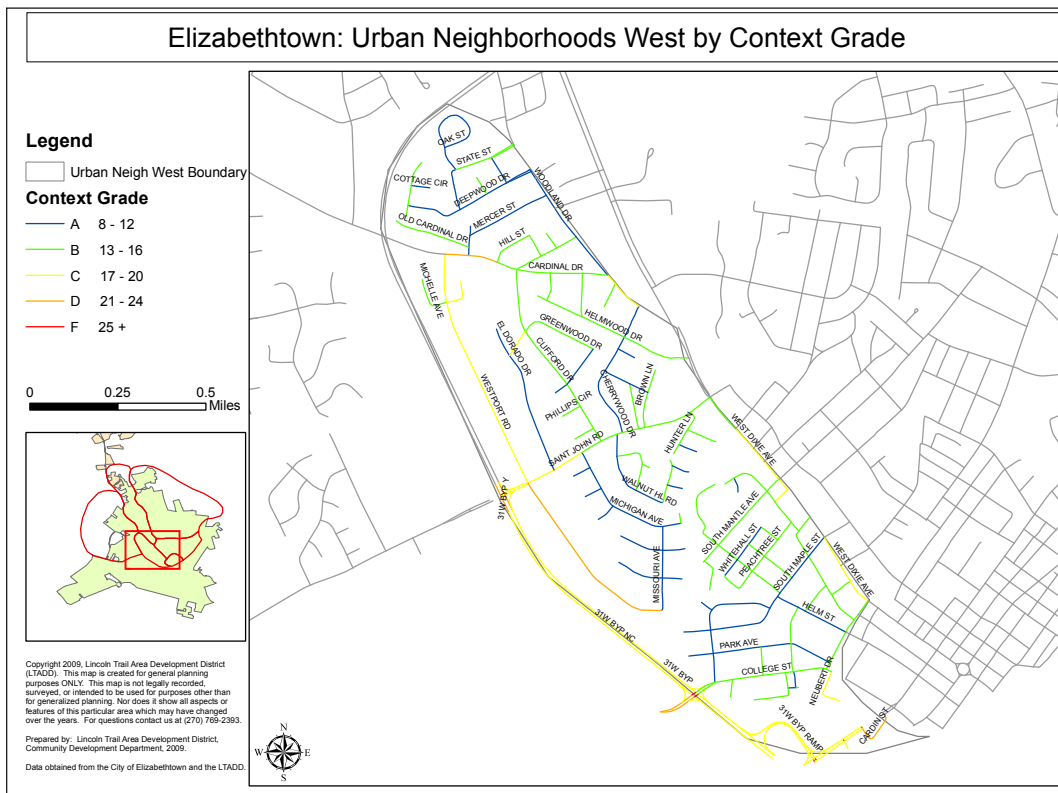 Elizabethtown: Urban Neighborhoods West by Context Grade
Legend
Urban Neigh West Boundary
Context Grade
A 8 - 12
B 13 - 16
C 17 - 20
D 21 - 24
F 25 +
0 0.25 0.5
Miles
Copyright 2009, Lincoln Trail Area Development District
(LTADD). This map is created for general planning
purposes ONLY. This map is not legally recorded,
surveyed, or intended to be used for purposes other than
for generalized planning. Nor does it show all aspects or
features of this particular area which may have changed
over the years. For questions contact us at (270) 769-2393.
Prepared by: Lincoln Trail Area Development District,
Community Development Department, 2009.
Data obtained from the City of Elizabethtown and the LTADD.
N
W E
S
OAK ST
STATE ST
COTTAGE CIR
DEEPWOOD DR
WOODLAND DR
MERCER ST
OLD CARDINAL DR
HILL ST
CARDINAL DR
MICHELLE AVE
HELMWOOD DR
GREENWOOD DR
EL DORADO DR
CLIFFORD DR
CHERRYWOOD DR
BROWN LN
WESTPORT RD
PHILLIPS CIR
HUNTER LN
WEST DIXIE AVE
SAINT JOHN RD
31W BYP Y
WALNUT HL RD
MICHIGAN AVE
SOUTH MANTLE AVE
WHITEHALL ST
PEACHTREE ST
SOUTH MAPLE ST
WEST DIXIE AVE
MISSOURI AVE
HELM ST
31W BYP NC
PARK AVE
31W BYP
COLLEGE ST
NEUBERT DR
31W BYP RAMP
CARDIN ST